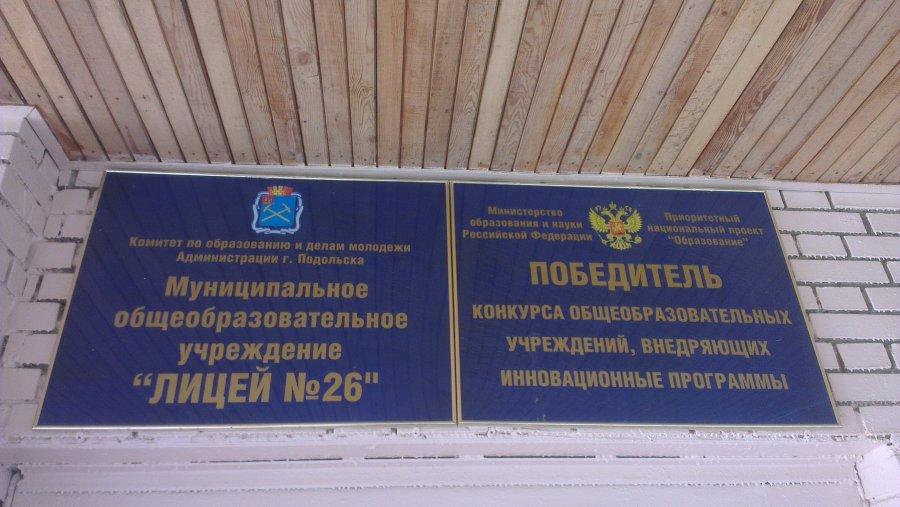 Комитет по образованию и делам молодежи
Администрации г. Подольска
Муниципальное
общеобразовательное
учреждение
“ЛИЦЕЙ №26"
Министерство
образования и науки
Российской Федерации
Приоритетный
национальный проект
"Образование"
ПОБЕДИТЕЛЬ
КОНКУРСА ОБЩЕОБРАЗОВАТЕЛЬНЫХ
УЧРЕЖДЕНИЙ, ВНЕДРЯЮЩИХ
ИННОВАЦИОННЫЕ ПРОГРАММЫ